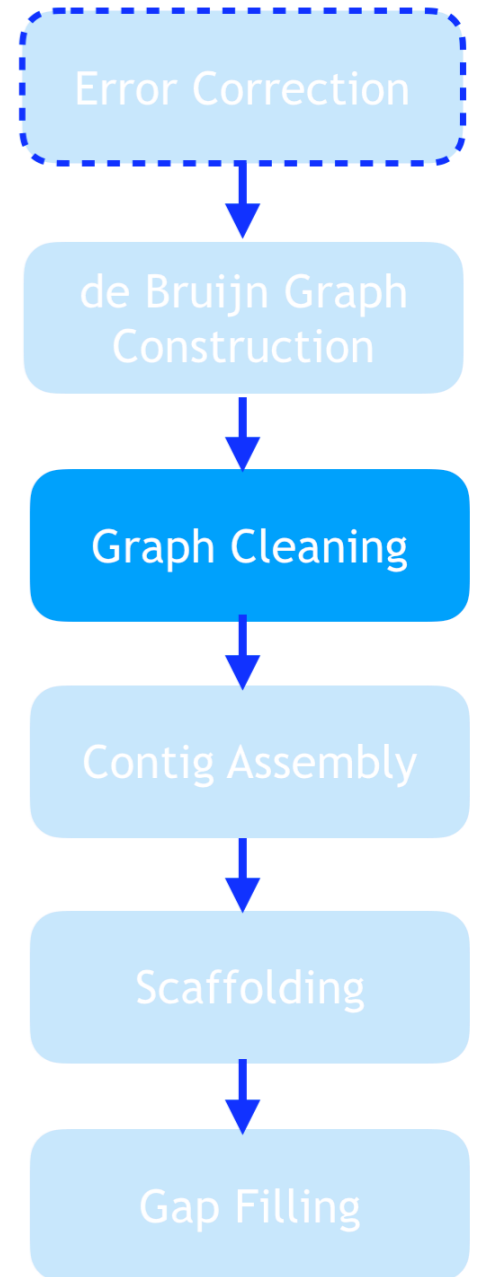 Error Correction
de Bruijn Graph
Construction
Graph Cleaning
Contig Assembly
Scaffolding
Gap Filling